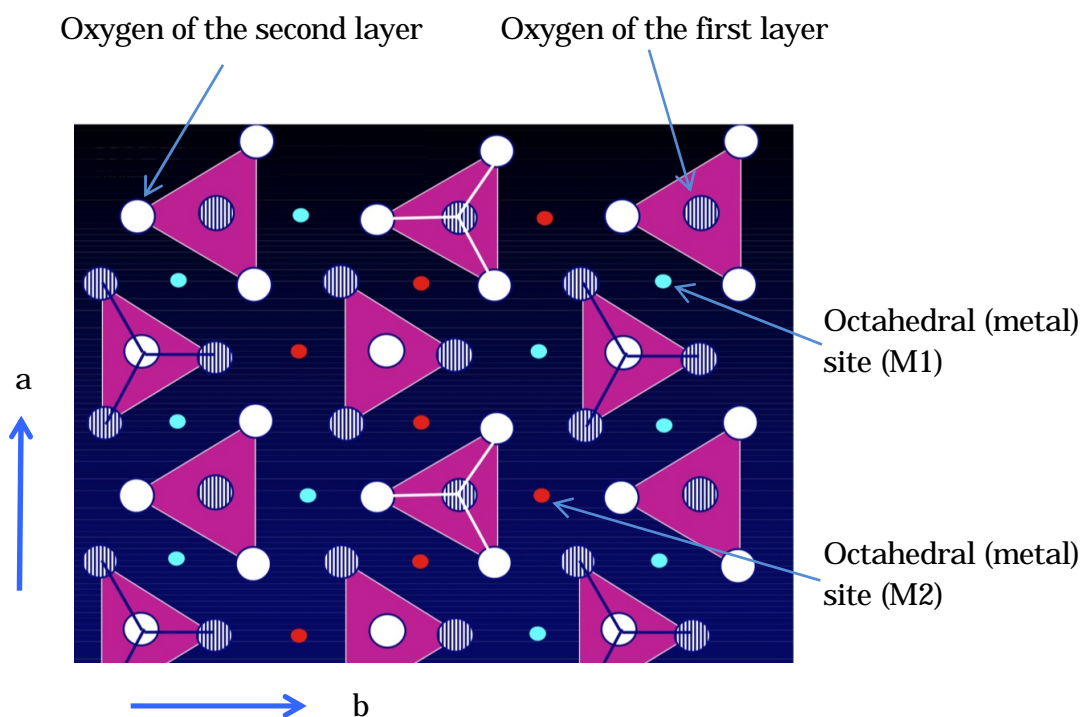 Oxygen of the second layer
Oxygen of the first layer
Octahedral (metal)
site (M1)
a
Octahedral (metal)
site (M2)
b